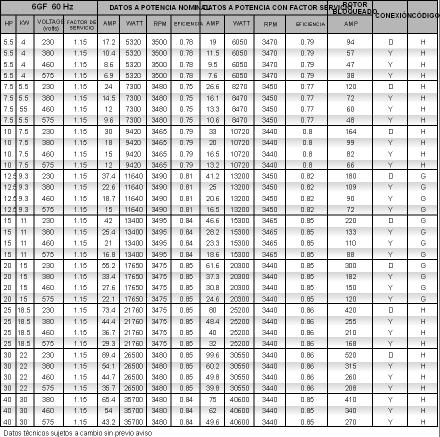 6GF 60 Hz DATOS A POTENCIA NOMINAL DATOS A POTENCIA CON FACTOR SERVICIO ROTOR BLOQUEADO CONEXIÓN CÓDIGO
HP KW VOLTAGE (volts) FACTOR DE SERVICIO AMP WATT RPM EFICIENCIA AMP WATT RPM EFICIENCIA AMP
5.5 4 230 1.15 17.2 5320 3500 0.78 19 6050 3470 0.79 94 D H
5.5 4 380 1.15 10.4 5320 3500 0.78 11.5 6050 3470 0.79 57 Y H
5.5 4 460 1.15 8.6 5320 3500 0.78 9.5 6050 3470 0.79 47 Y H
5.5 4 575 1.15 6.9 5320 3500 0.78 7.6 6050 3470 0.79 38 Y H
7.5 5.5 230 1.15 24 7300 3480 0.75 26.6 8270 3450 0.77 120 D H
7.5 5.5 380 1.15 14.5 7300 3480 0.75 16.1 8470 3450 0.77 72 Y H
7.5 55 460 1.15 12 7300 3480 0.75 13.3 8470 3440 0.77 60 Y H
7.5 5.5 575 1.15 9.6 7300 3480 0.75 10.6 8470 3440 0.77 48 Y H
10 7.5 230 1.15 30 9420 3465 0.79 33 10720 3440 0.8 164 D H
10 7.5 380 1.15 18 9420 3465 0.79 20 10720 3440 0.8 99 Y H
10 7.5 460 1.15 15 9420 3465 0.79 16.5 10720 3440 0.8 82 Y H
10 7.5 575 1.15 12 9420 3465 0.79 13.2 10720 3440 0.8 66 Y H
12.5 9.3 230 1.15 37.4 11640 3490 0.81 41.2 13200 3450 0.82 180 D G
12.5 9.3 380 1.15 22.6 11640 3490 0.81 25 13200 3450 0.82 109 Y G
12.5 9.3 460 1.15 18.7 11640 3490 0.81 20.6 13200 3450 0.82 90 Y G
12.5 9.3 575 1.15 15 11640 3490 0.81 16.5 13200 3450 0.82 72 Y G
15 11 230 1.15 42 13400 3495 0.84 46.6 15300 3465 0.85 220 D G
15 11 380 1.15 25.4 13400 3495 0.84 28.2 15300 3465 0.85 133 Y G
15 11 460 1.15 21 13400 3495 0.84 23.3 15300 3465 0.85 110 Y G
15 11 575 1.15 16.8 13400 3495 0.84 18.6 15300 3465 0.85 88 Y G
20 15 230 1.15 55.2 17650 3475 0.85 61.6 20300 3440 0.85 300 D G
20 15 380 1.15 33.4 17650 3475 0.85 37.3 20300 3440 0.85 182 Y G
20 15 460 1.15 27.6 17650 3475 0.85 30.8 20300 3440 0.85 150 Y G
20 15 575 1.15 22.1 17650 3475 0.85 24.6 20300 3440 0.85 120 Y G
25 18.5 230 1.15 73.4 21760 3475 0.85 80 25200 3440 0.86 420 D H
25 18.5 380 1.15 44.4 21760 3475 0.85 48.4 25200 3440 0.86 255 Y H
25 18.5 460 1.15 36.7 21760 3475 0.85 40 25200 3440 0.86 210 Y H
25 18.5 575 1.15 29.3 21760 3475 0.85 32 25200 3440 0.86 168 Y H
30 22 230 1.15 89.4 26500 3475 0.84 99.6 30550 3440 0.86 520 D H
30 22 380 1.15 54.1 26500 3475 0.84 60.2 30550 3440 0.86 315 Y H
30 22 460 1.15 44.7 26500 3475 0.85 49.8 30550 3440 0.86 260 Y H
30 22 575 1.15 35.7 26500 3475 0.85 39.8 30550 3440 0.86 208 Y H
40 30 380 1.15 65.4 35700 3480 0.84 75 40600 3440 0.85 410 Y H
40 30 460 1.15 54 35700 3480 0.84 62 40600 3440 0.85 340 Y H
40 30 575 1.15 43.2 35700 3480 0.84 49.6 40600 3440 0.85 270 Y H
Datos técnicos sujetos a cambio sin previo aviso